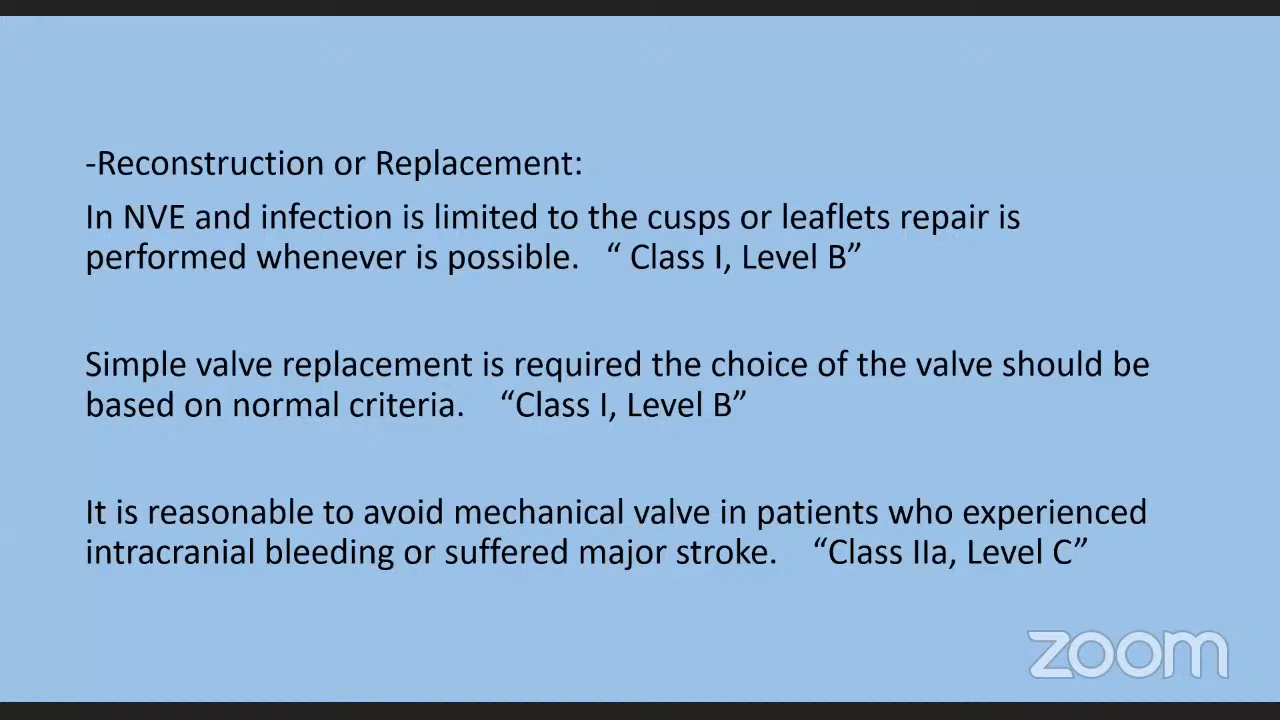 -Reconstruction or Replacement:
In NVE and infection is limited to the cusps or leaflets repair is
performed whenever is possible. “ Class I, Level B”
Simple valve replacement is required the choice of the valve should be
based on normal criteria. “Class I, Level B”
It is reasonable to avoid mechanical valve in patients who experienced
intracranial bleeding or suffered major stroke. “Class IIa, Level C”
zoom